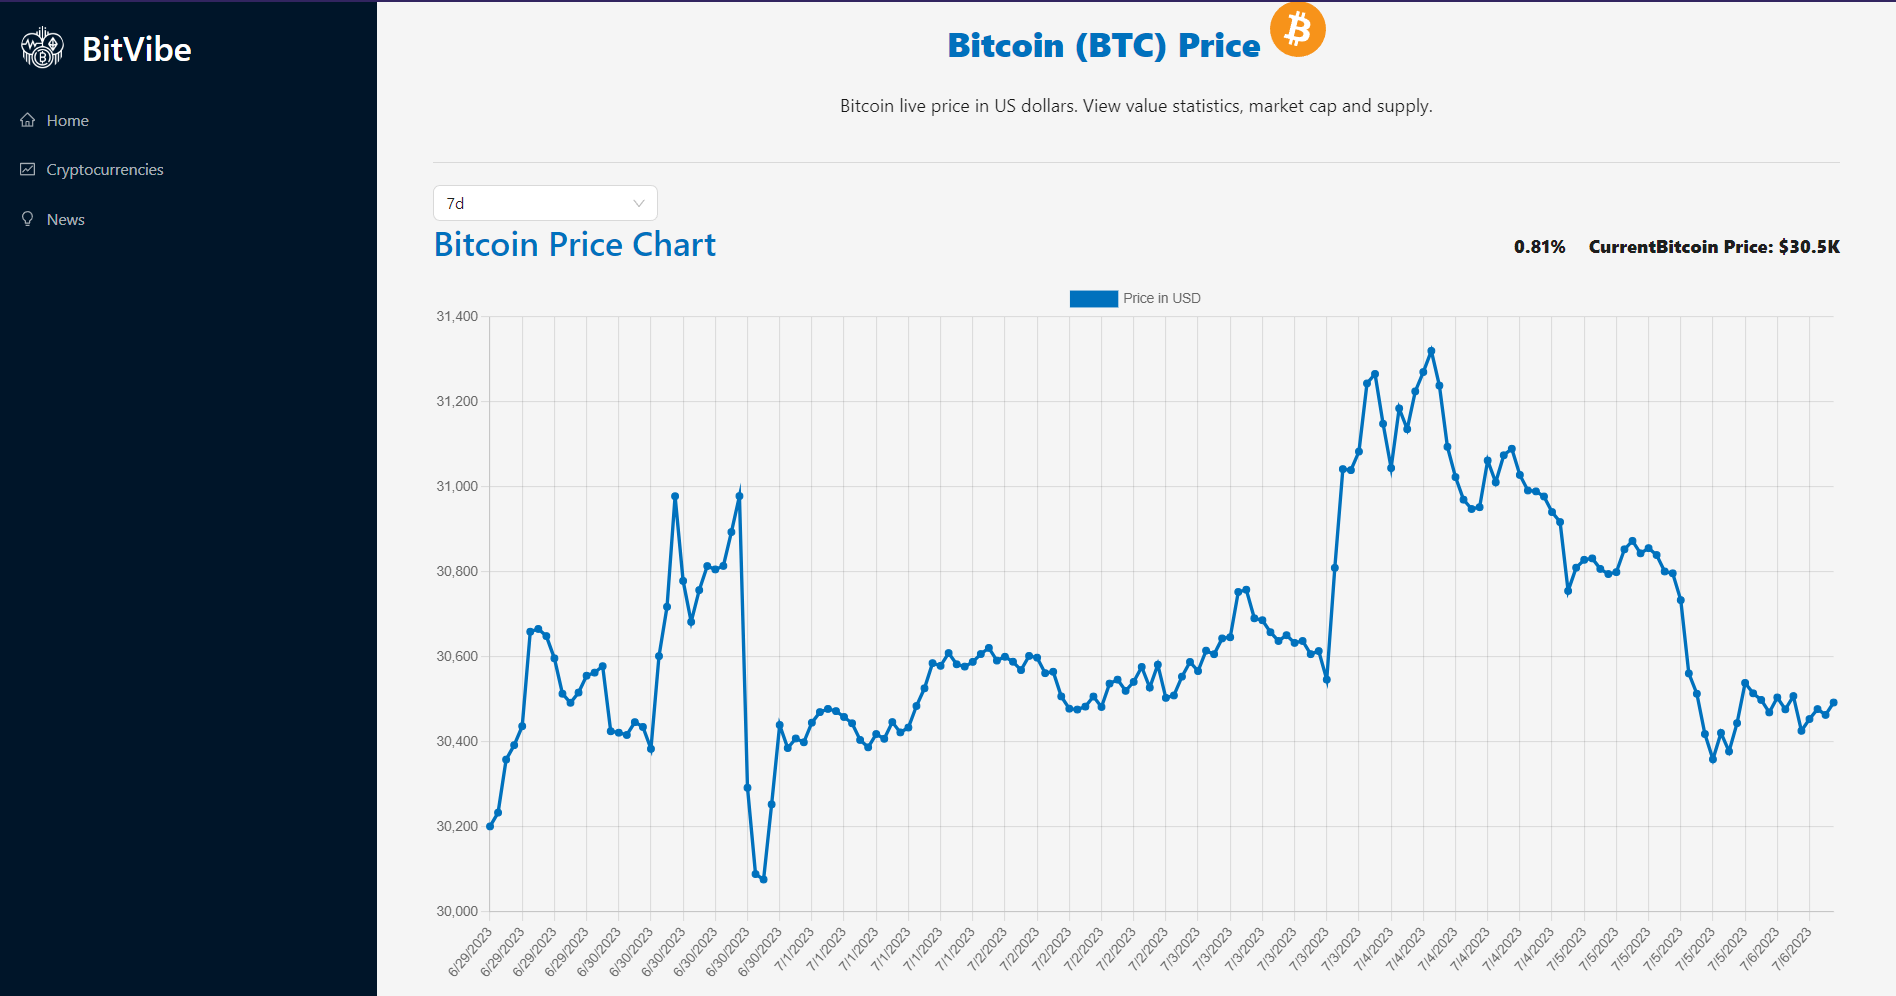 BitVibe
Home
Cryptocurrencies
News
Bitcoin (BTC) Price
Bitcoin live price in US dollars. View value statistics, market cap and supply.
7d
Bitcoin Price Chart
0.81% CurrentBitcoin Price: $30.5K
Price in USD
31,400
31,200
31,000
30,800
30,600
30,400
30,200
30,000
6/29/2023 6/29/2023 6/29/2023 6/29/2023 6/30/2023 6/30/2023 6/30/2023 6/30/2023 6/30/2023 6/30/2023 7/1/2023 7/1/2023 7/1/2023 7/1/2023 7/1/2023 7/1/2023 7/2/2023 7/2/2023 7/2/2023 7/2/2023 7/2/2023 7/2/2023 7/3/2023 7/3/2023 7/3/2023 7/3/2023 7/3/2023 7/3/2023 7/4/2023 7/4/2023 7/4/2023 7/4/2023 7/4/2023 7/4/2023 7/5/2023 7/5/2023 7/5/2023 7/5/2023 7/5/2023 7/5/2023 7/6/2023 7/6/2023